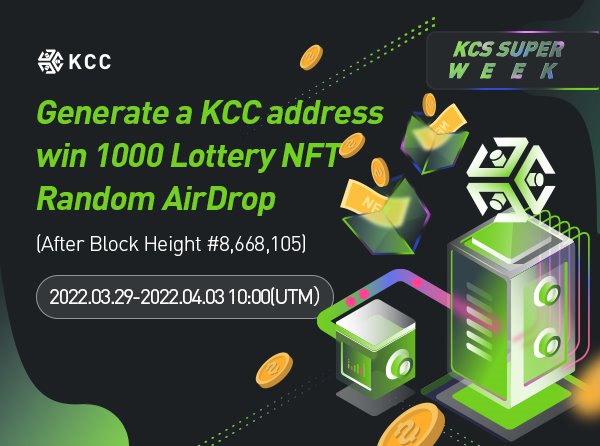 KCC
KCS SUPER
WEEK
Generate a KCC address
win 1000 Lottery NFT
Random AirDrop
(After Block Height #8,668,105)
2022.03.29-2022.04.03 10:00(UTM)
NF